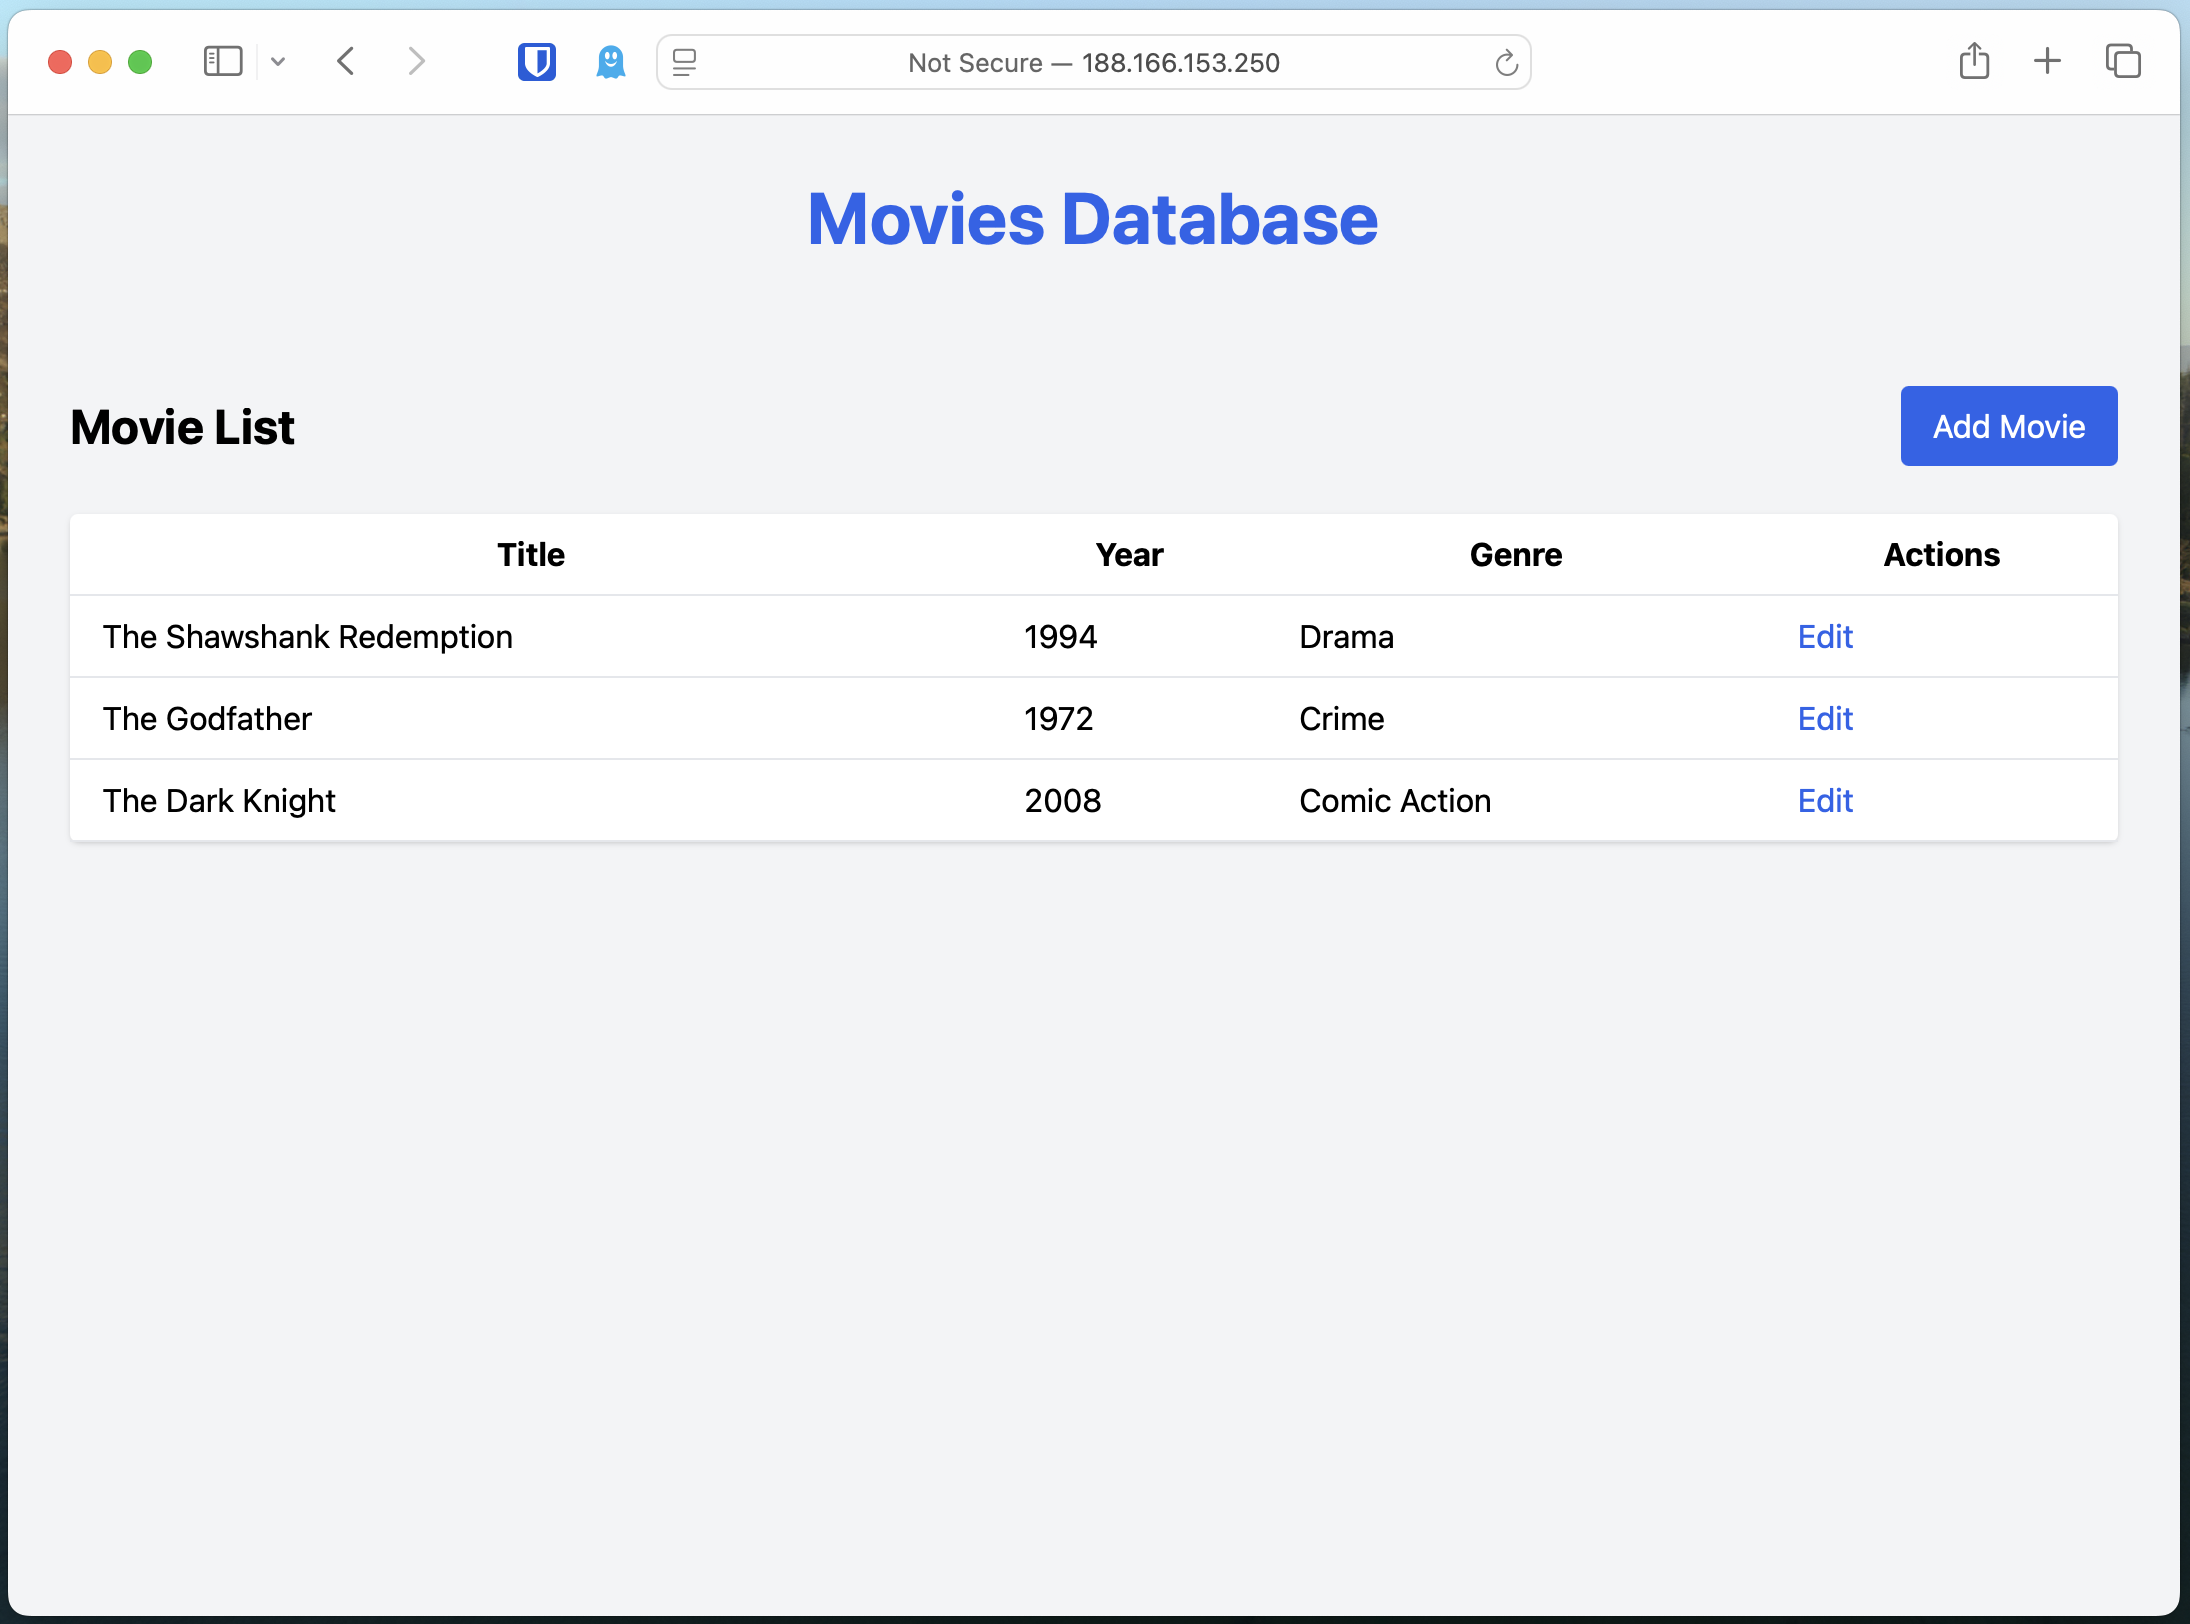 Not Secure — 188.166.153.250
Movies Database
Movie List
Add Movie
Title Year Genre Actions
The Shawshank Redemption 1994 Drama Edit
The Godfather 1972 Crime Edit
The Dark Knight 2008 Comic Action Edit